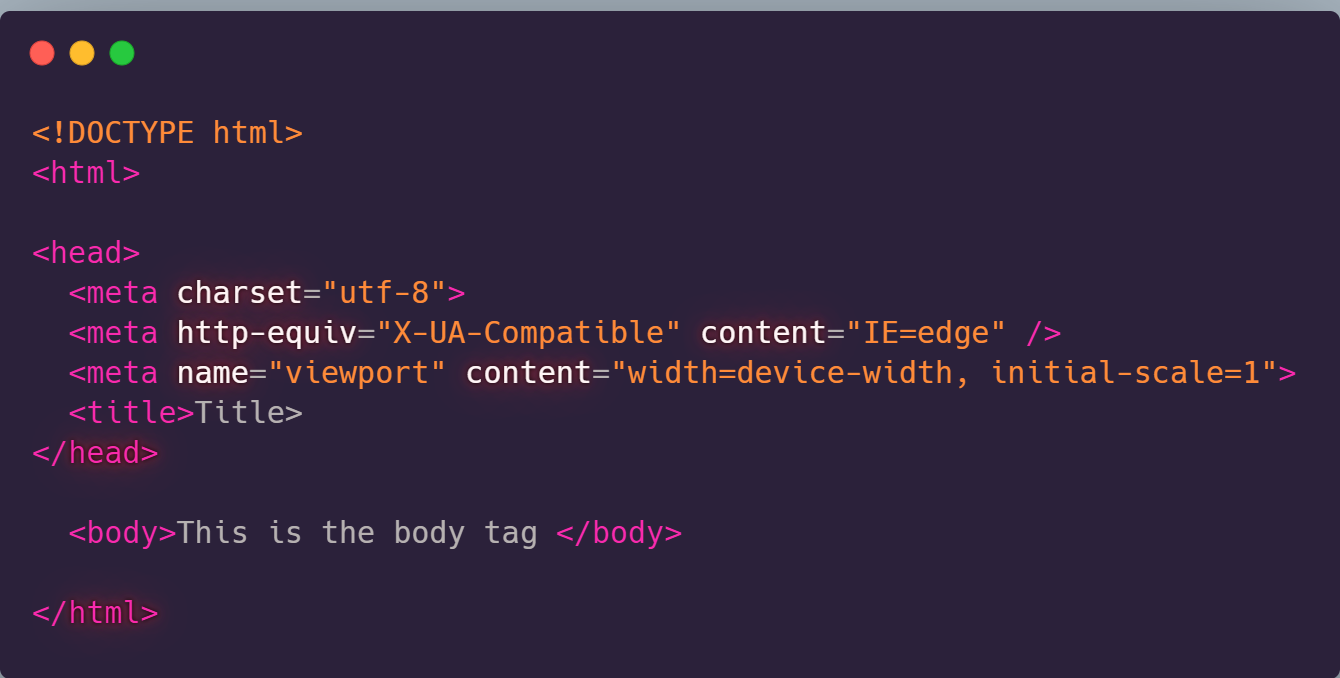 <!DOCTYPE html>
<html>
<head>
<meta charset="utf-8">
<meta http-equiv="X-UA-Compatible" content="IE=edge" />
<meta name="viewport" content="width=device-width, initial-scale=1">
<title>Title>
</head>
<body>This is the body tag </body>
</html>